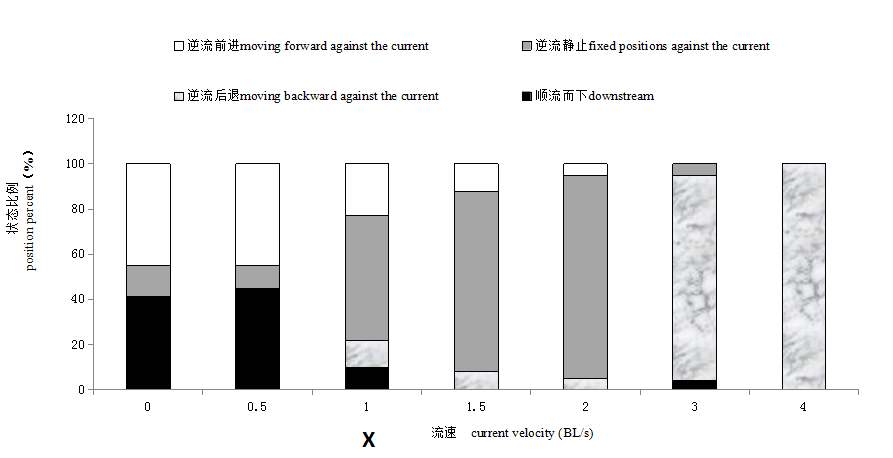 逆流前进moving forward against the current
逆流静止fixed positions against the current
逆流后退moving backward against the current
顺流而下downstream
状态比例
position percent（%）
120
100
80
60
40
20
0
0 0.5 1 1.5 2 3 4
流速 current velocity (BL/s)
X